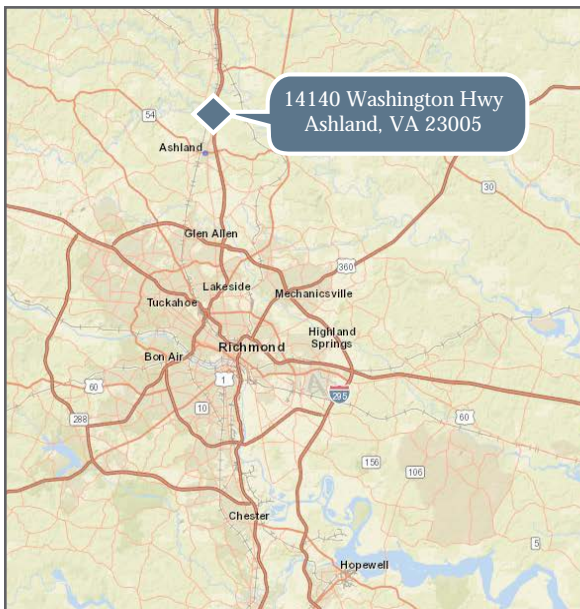 14140 Washington Hwy
Ashland, VA 23005
54
Ashland
30
Glen Allen
360
Lakeside
Mechanicsville
Tuckahoe
Highland
Springs
Richmond
Bon Air
1
60
295
10
288
60
156
106
Chester
5
Hopewell